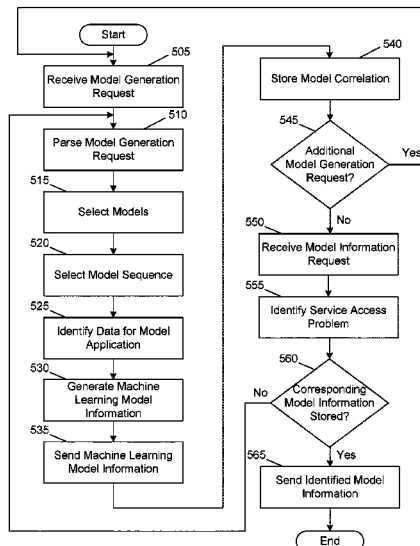 Start
505
Receive Model Generation
Request
510
Parse Model Generation
Request
515
Select Models
520
Select Model Sequence
525
Identify Data for Model
Application
530
Generate Machine
Learning Model
Information
535
Send Machine Learning
Model Information
540
Store Model Correlation
545
Additional
Model Generation
Request?
Yes
No
550
Receive Model Information
Request
555
Identify Service Access
Problem
560
Corresponding
Model Information
Stored?
No
Yes
565
Send Identified Model
Information
End